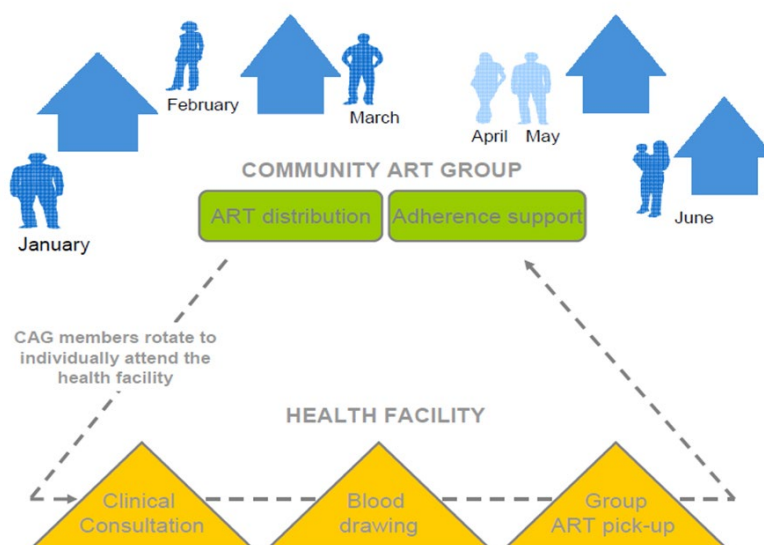 February
March
April
May
COMMUNITY ART GROUP
ART distribution
Adherence support
June
January
CAG members rotate to
individually attend the
health facility
HEALTH FACILITY
Clinical
Consultation
Blood
drawing
Group
ART pick-up